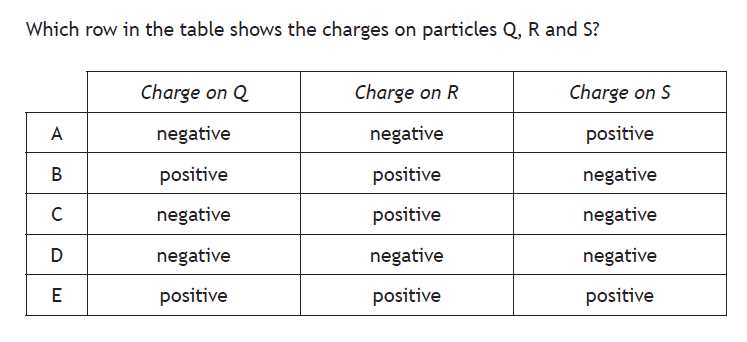 Which row in the table shows the charges on particles Q, R and S?
Charge on Q Charge on R Charge on S
A negative negative positive
B positive positive negative
C negative positive negative
D negative negative negative
E positive positive positive